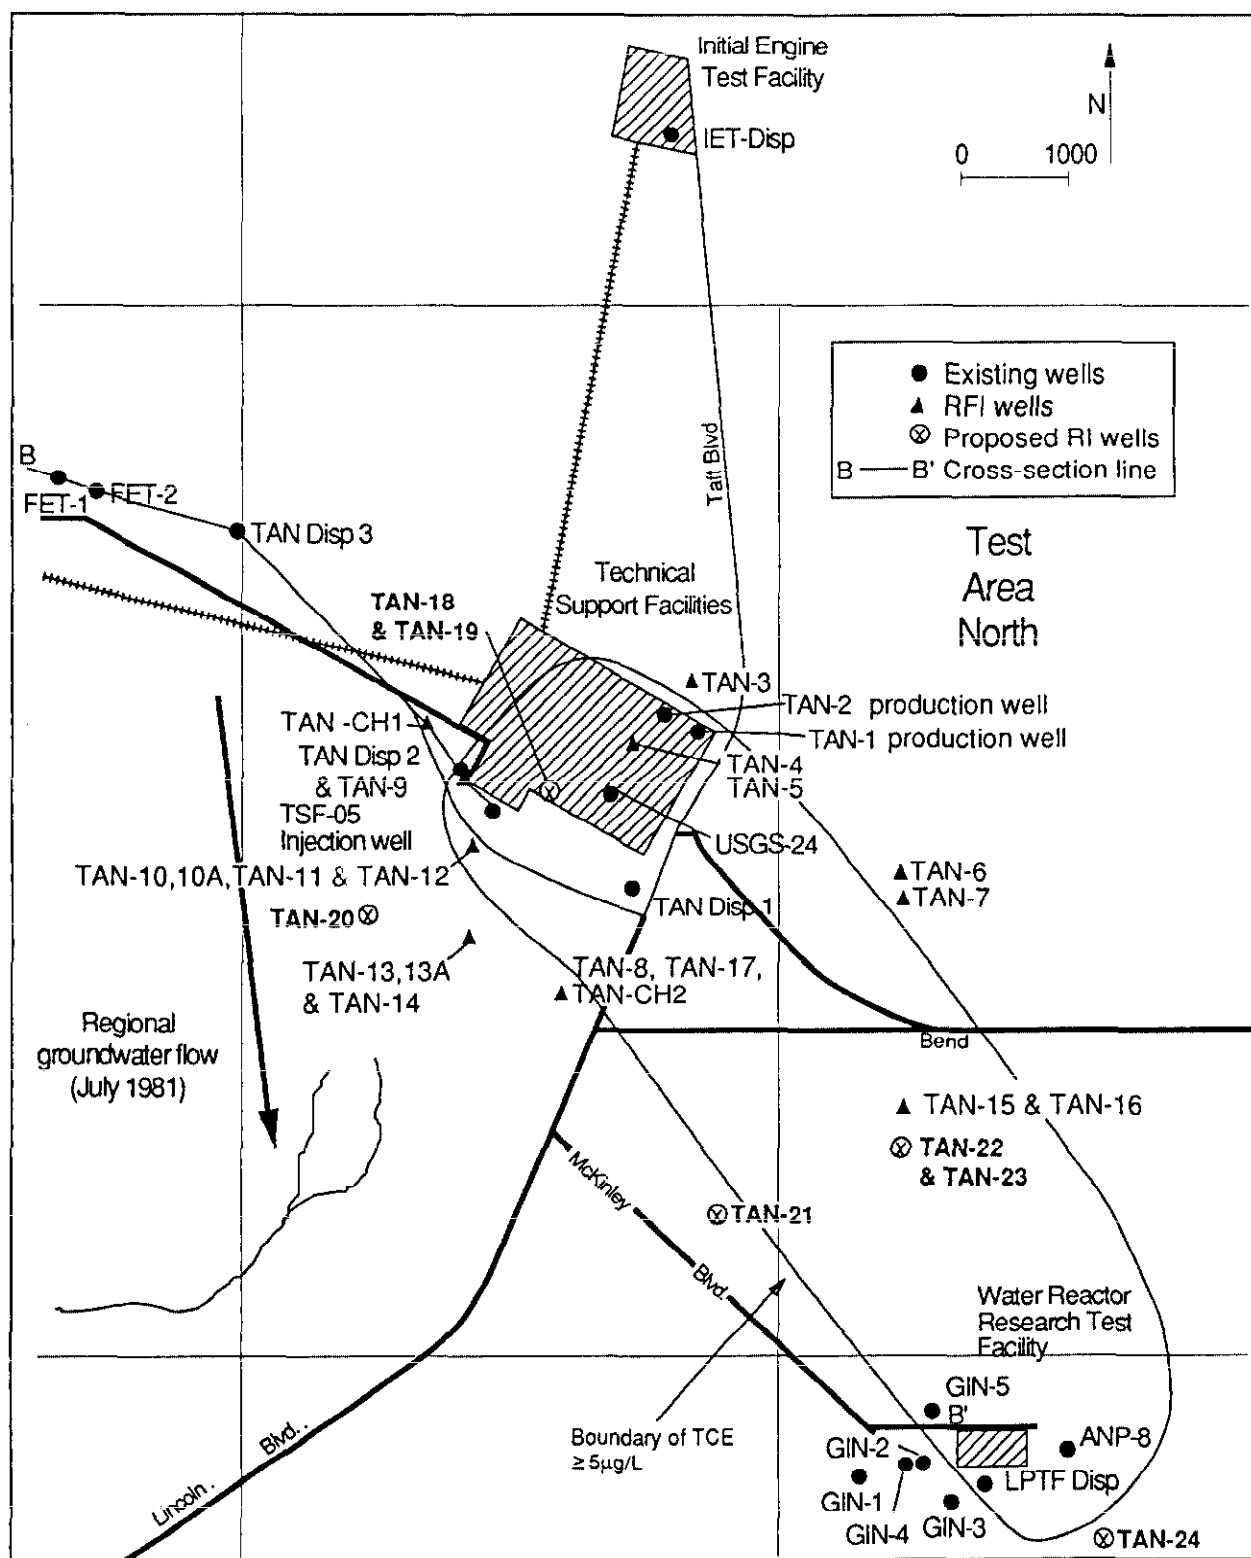 Initial Engine
Test Facility
IET-Disp
N
0 1000
Existing wells
RFI wells
Proposed RI wells
B B' Cross-section line
Taft Blvd
B
FET-1
FET-2
TAN Disp 3
Test
Area
North
Technical
Support Facilities
TAN-18
& TAN-19
TAN-3
TAN-2 production well
TAN-1 production well
TAN -CH1
TAN Disp 2
& TAN-9
TAN-4
TAN-5
TSF-05
Injection well
USGS-24
TAN-10,10A,TAN-11 & TAN-12
TAN-6
TAN-7
TAN Disp 1
TAN-20
TAN-13,13A
& TAN-14
TAN-8, TAN-17,
TAN-CH2
Regional
groundwater flow
(July 1981)
Bend
TAN-15 & TAN-16
TAN-22
& TAN-23
McKinley
Blvd.
TAN-21
Water Reactor
Research Test
Facility
GIN-5
B'
Boundary of TCE
≥ 5µg/L
GIN-2
ANP-8
LPTF Disp
GIN-1
GIN-4
GIN-3
TAN-24
Lincoln. Blvd..